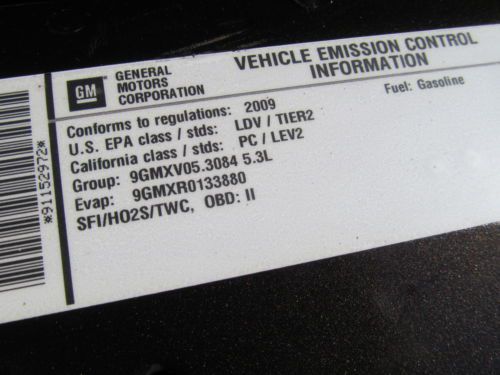 *91152972*
GM
GENERAL
MOTORS
CORPORATION
VEHICLE EMISSION CONTROL
INFORMATION
Conforms to regulations: 2009
Fuel: Gasoline
U.S. EPA class / stds: LDV / TIER2
California class / stds: PC / LEV2
Group: 9GMXV05.3084 5.3L
Evap: 9GMXR0133880
SFI/HO2S/TWC, OBD: II